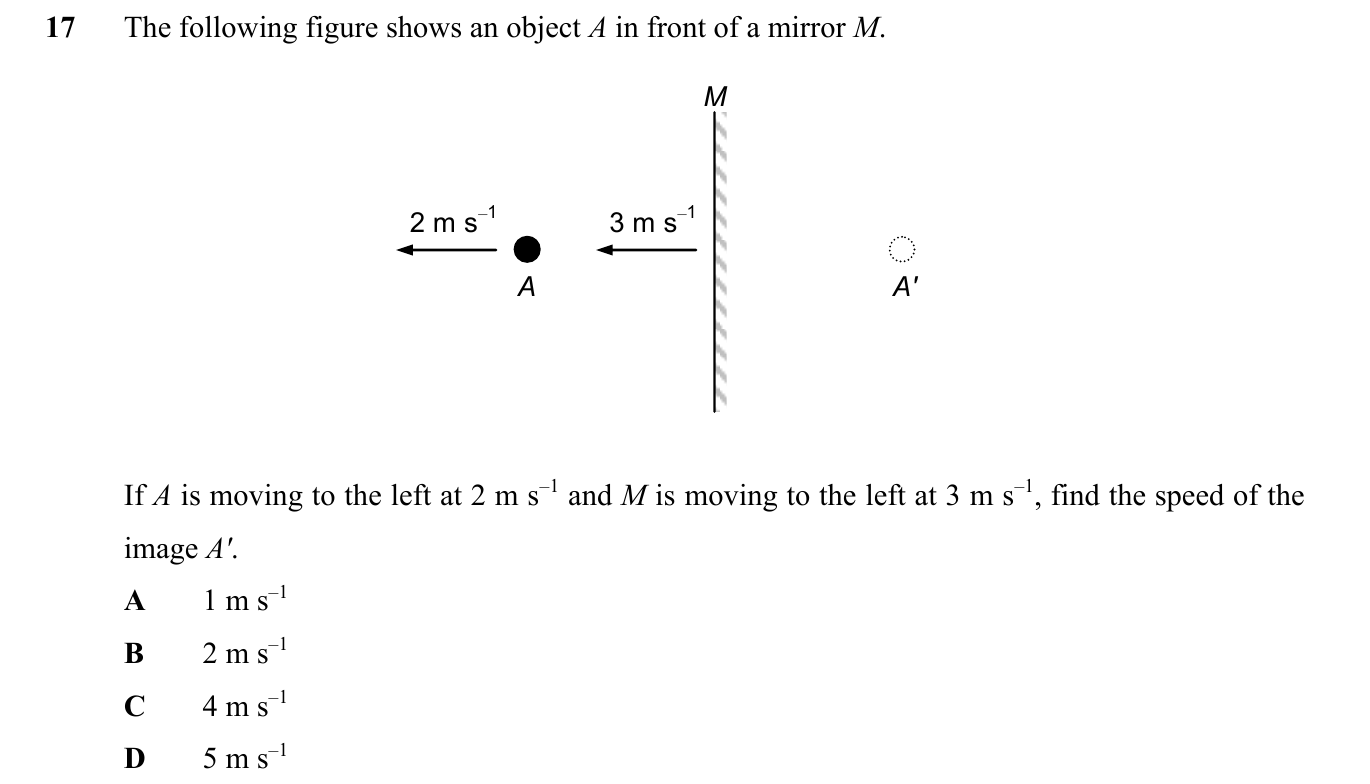 17 The following figure shows an object A in front of a mirror M.
M
2 m s⁻¹
3 m s⁻¹
A
A'
If A is moving to the left at 2 m s⁻¹ and M is moving to the left at 3 m s⁻¹, find the speed of the
image A'.
A 1 m s⁻¹
B 2 m s⁻¹
C 4 m s⁻¹
D 5 m s⁻¹